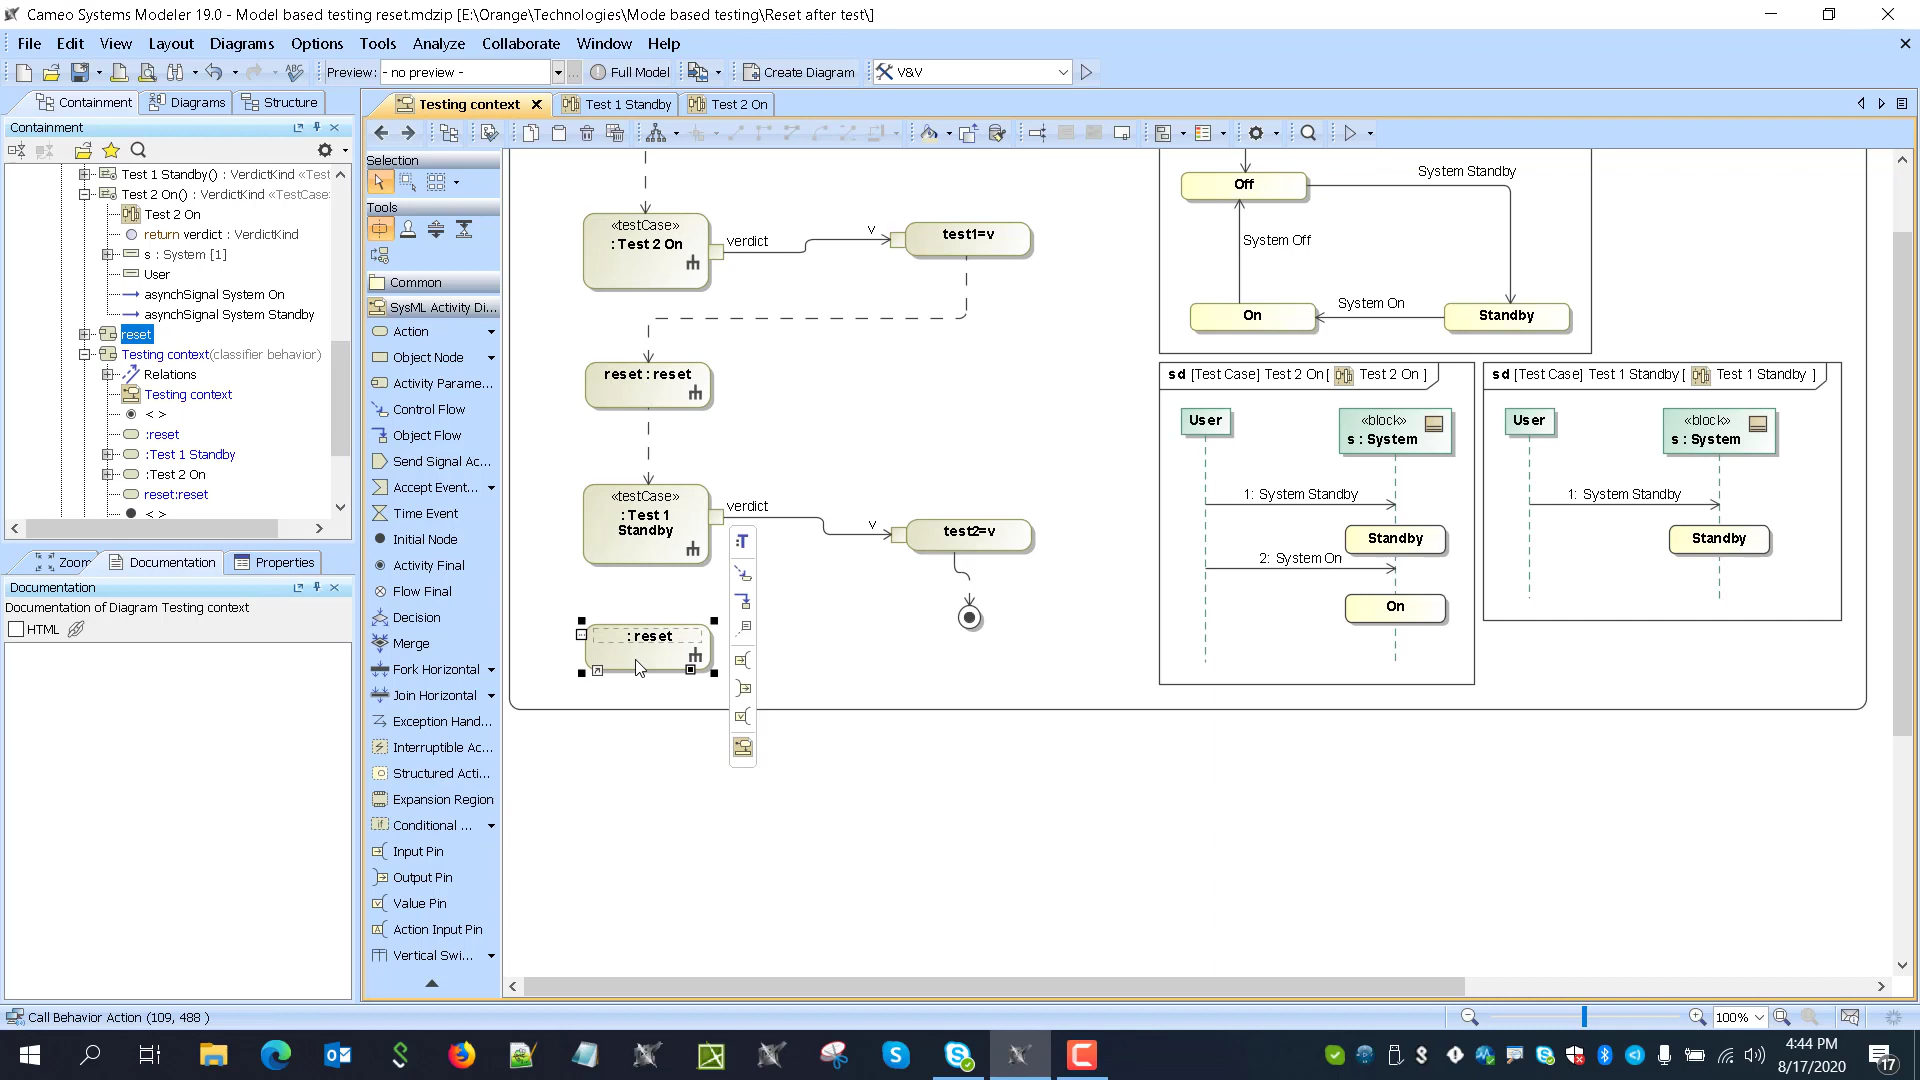 Cameo Systems Modeler 19.0 - Model based testing reset.mdzip [E:\Orange\Technologies\Mode based testing\Reset after test\]
File Edit View Layout Diagrams Options Tools Analyze Collaborate Window Help
Preview: - no preview - ... Full Model Create Diagram V&V
Containment Diagrams Structure
Testing context Test 1 Standby Test 2 On
Containment
Test 1 Standby() : VerdictKind «Test
Test 2 On() : VerdictKind «TestCase
Test 2 On
return verdict : VerdictKind
s : System [1]
User
asynchSignal System On
asynchSignal System Standby
reset
Testing context(classifier behavior)
Relations
Testing context
< >
:reset
:Test 1 Standby
:Test 2 On
reset:reset
< >
Zoom Documentation Properties
Documentation
Documentation of Diagram Testing context
HTML
Selection
Tools
Common
SysML Activity Di...
Action
Object Node
Activity Parame...
Control Flow
Object Flow
Send Signal Ac...
Accept Event...
Time Event
Initial Node
Activity Final
Flow Final
Decision
Merge
Fork Horizontal
Join Horizontal
Exception Hand...
Interruptible Ac...
Structured Acti...
Expansion Region
Conditional ...
Input Pin
Output Pin
Value Pin
Action Input Pin
Vertical Swi...
«testCase»
: Test 2 On
verdict
v
test1=v
reset : reset
«testCase»
: Test 1
Standby
verdict
v
test2=v
: reset
Off
System Standby
System Off
System On
On
Standby
sd [Test Case] Test 2 On [ Test 2 On ]
User
«block»
s : System
1: System Standby
Standby
2: System On
On
sd [Test Case] Test 1 Standby [ Test 1 Standby ]
User
«block»
s : System
1: System Standby
Standby
Call Behavior Action (109, 488 )
100%
4:44 PM
8/17/2020
17